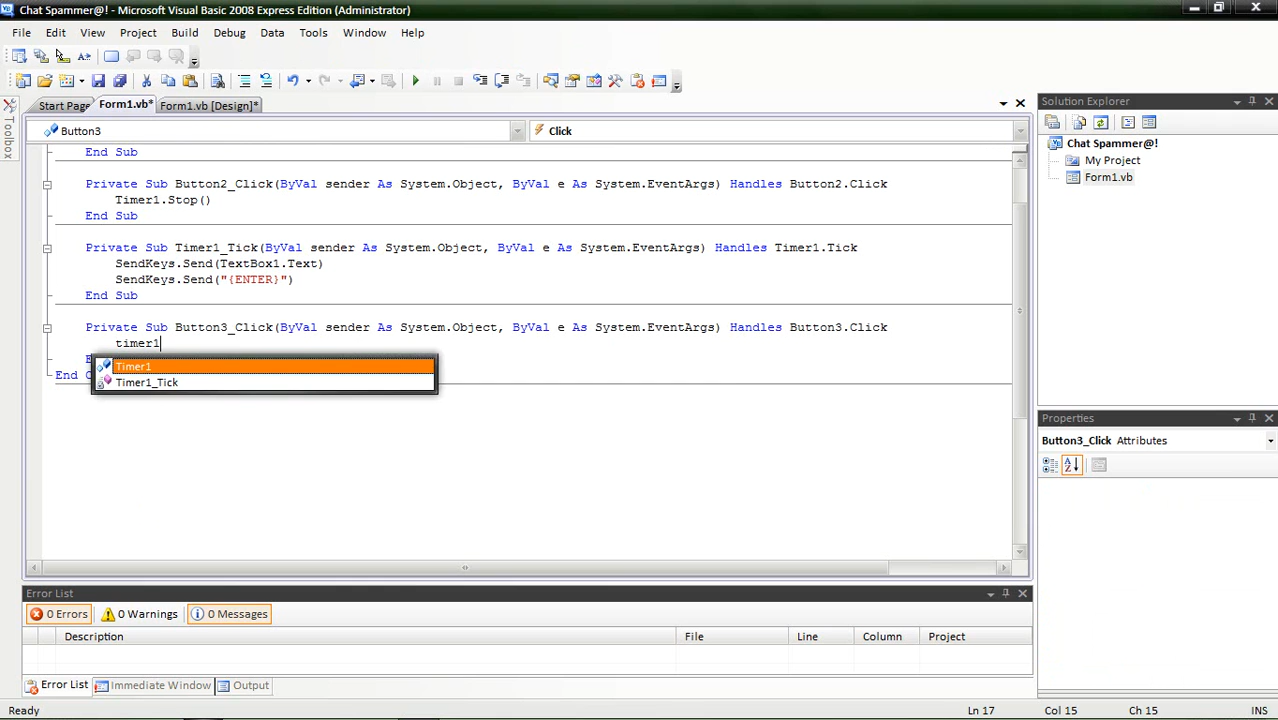 Chat Spammer@! - Microsoft Visual Basic 2008 Express Edition (Administrator)
File Edit View Project Build Debug Data Tools Window Help
Toolbox
Start Page Form1.vb* Form1.vb [Design]*
Button3 Click
End Sub
Private Sub Button2_Click(ByVal sender As System.Object, ByVal e As System.EventArgs) Handles Button2.Click
Timer1.Stop()
End Sub
Private Sub Timer1_Tick(ByVal sender As System.Object, ByVal e As System.EventArgs) Handles Timer1.Tick
SendKeys.Send(TextBox1.Text)
SendKeys.Send("{ENTER}")
End Sub
Private Sub Button3_Click(ByVal sender As System.Object, ByVal e As System.EventArgs) Handles Button3.Click
timer1
Timer1
End
Timer1_Tick
Solution Explorer
Chat Spammer@!
My Project
Form1.vb
Properties
Button3_Click Attributes
Error List
0 Errors 0 Warnings 0 Messages
Description File Line Column Project
Error List Immediate Window Output
Ready Ln 17 Col 15 Ch 15 INS